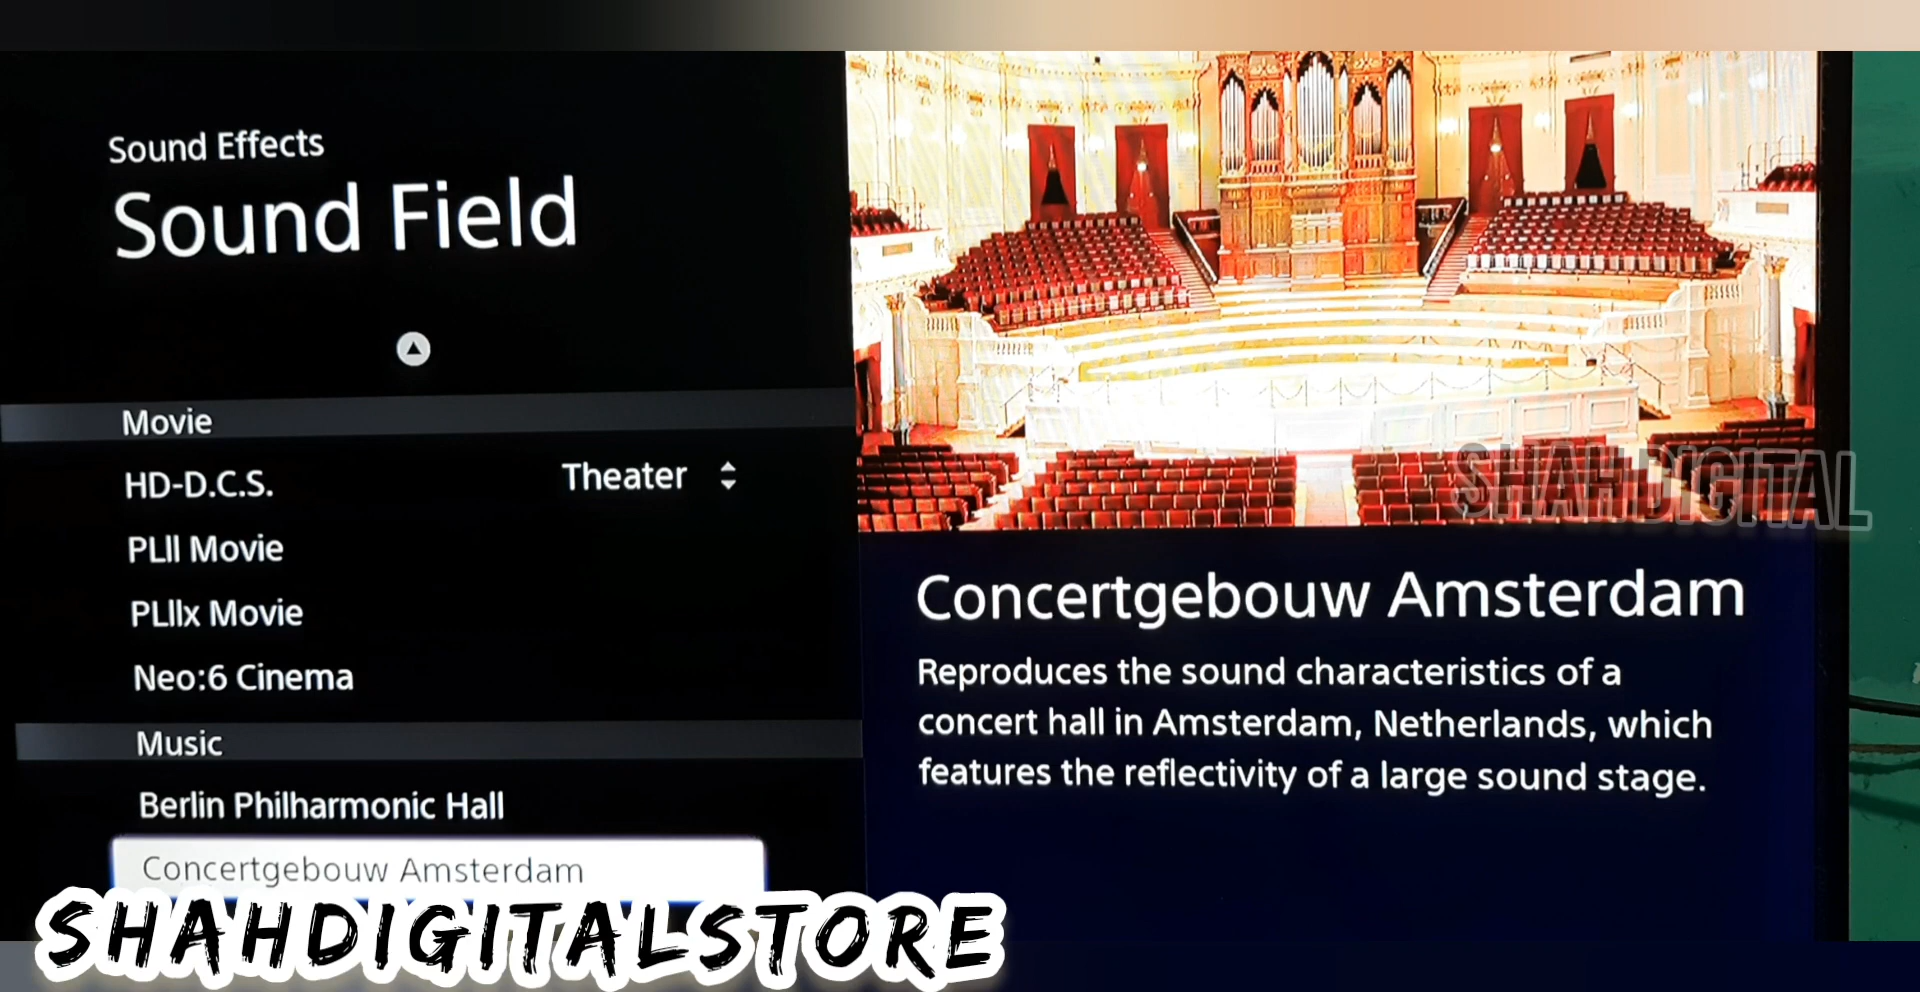 Sound Effects
Sound Field
Movie
HD-D.C.S.
Theater
PLII Movie
PLIIx Movie
Neo:6 Cinema
Music
Berlin Philharmonic Hall
Concertgebouw Amsterdam
SHAH DIGITAL
Concertgebouw Amsterdam
Reproduces the sound characteristics of a
concert hall in Amsterdam, Netherlands, which
features the reflectivity of a large sound stage.
SHAHDIGITALSTORE